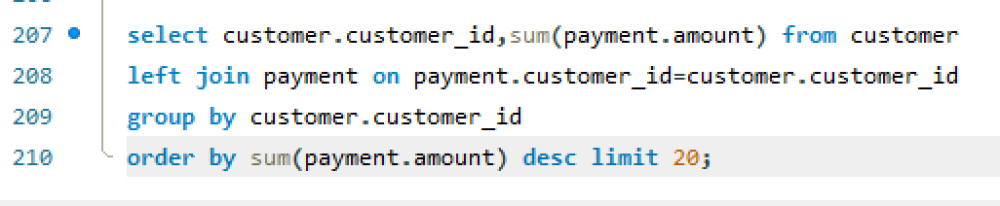 207 select customer.customer_id,sum(payment.amount) from customer
208 left join payment on payment.customer_id=customer.customer_id
209 group by customer.customer_id
210 order by sum(payment.amount) desc limit 20;